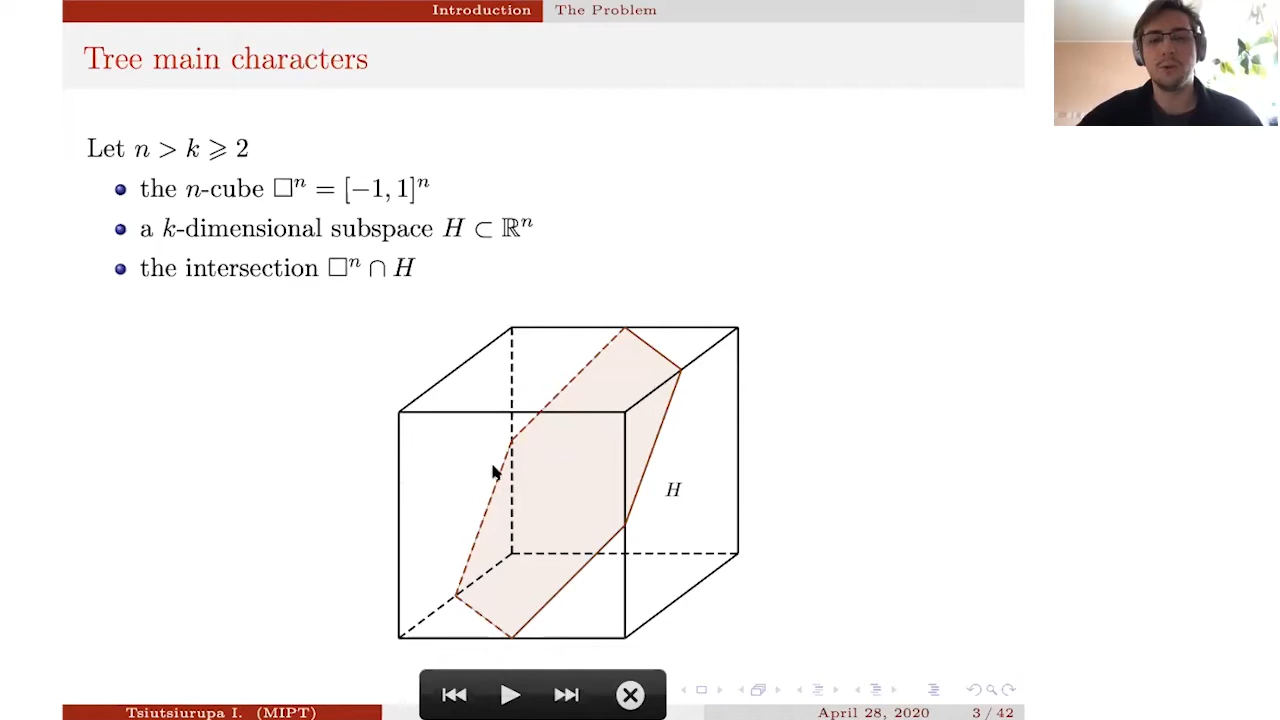 Introduction The Problem
Tree main characters
Let n > k ⩾ 2
the n-cube □ⁿ = [−1, 1]ⁿ
a k-dimensional subspace H ⊂ ℝⁿ
the intersection □ⁿ ∩ H
H
Tsiutsiurupa I. (MIPT) April 28, 2020 3 / 42